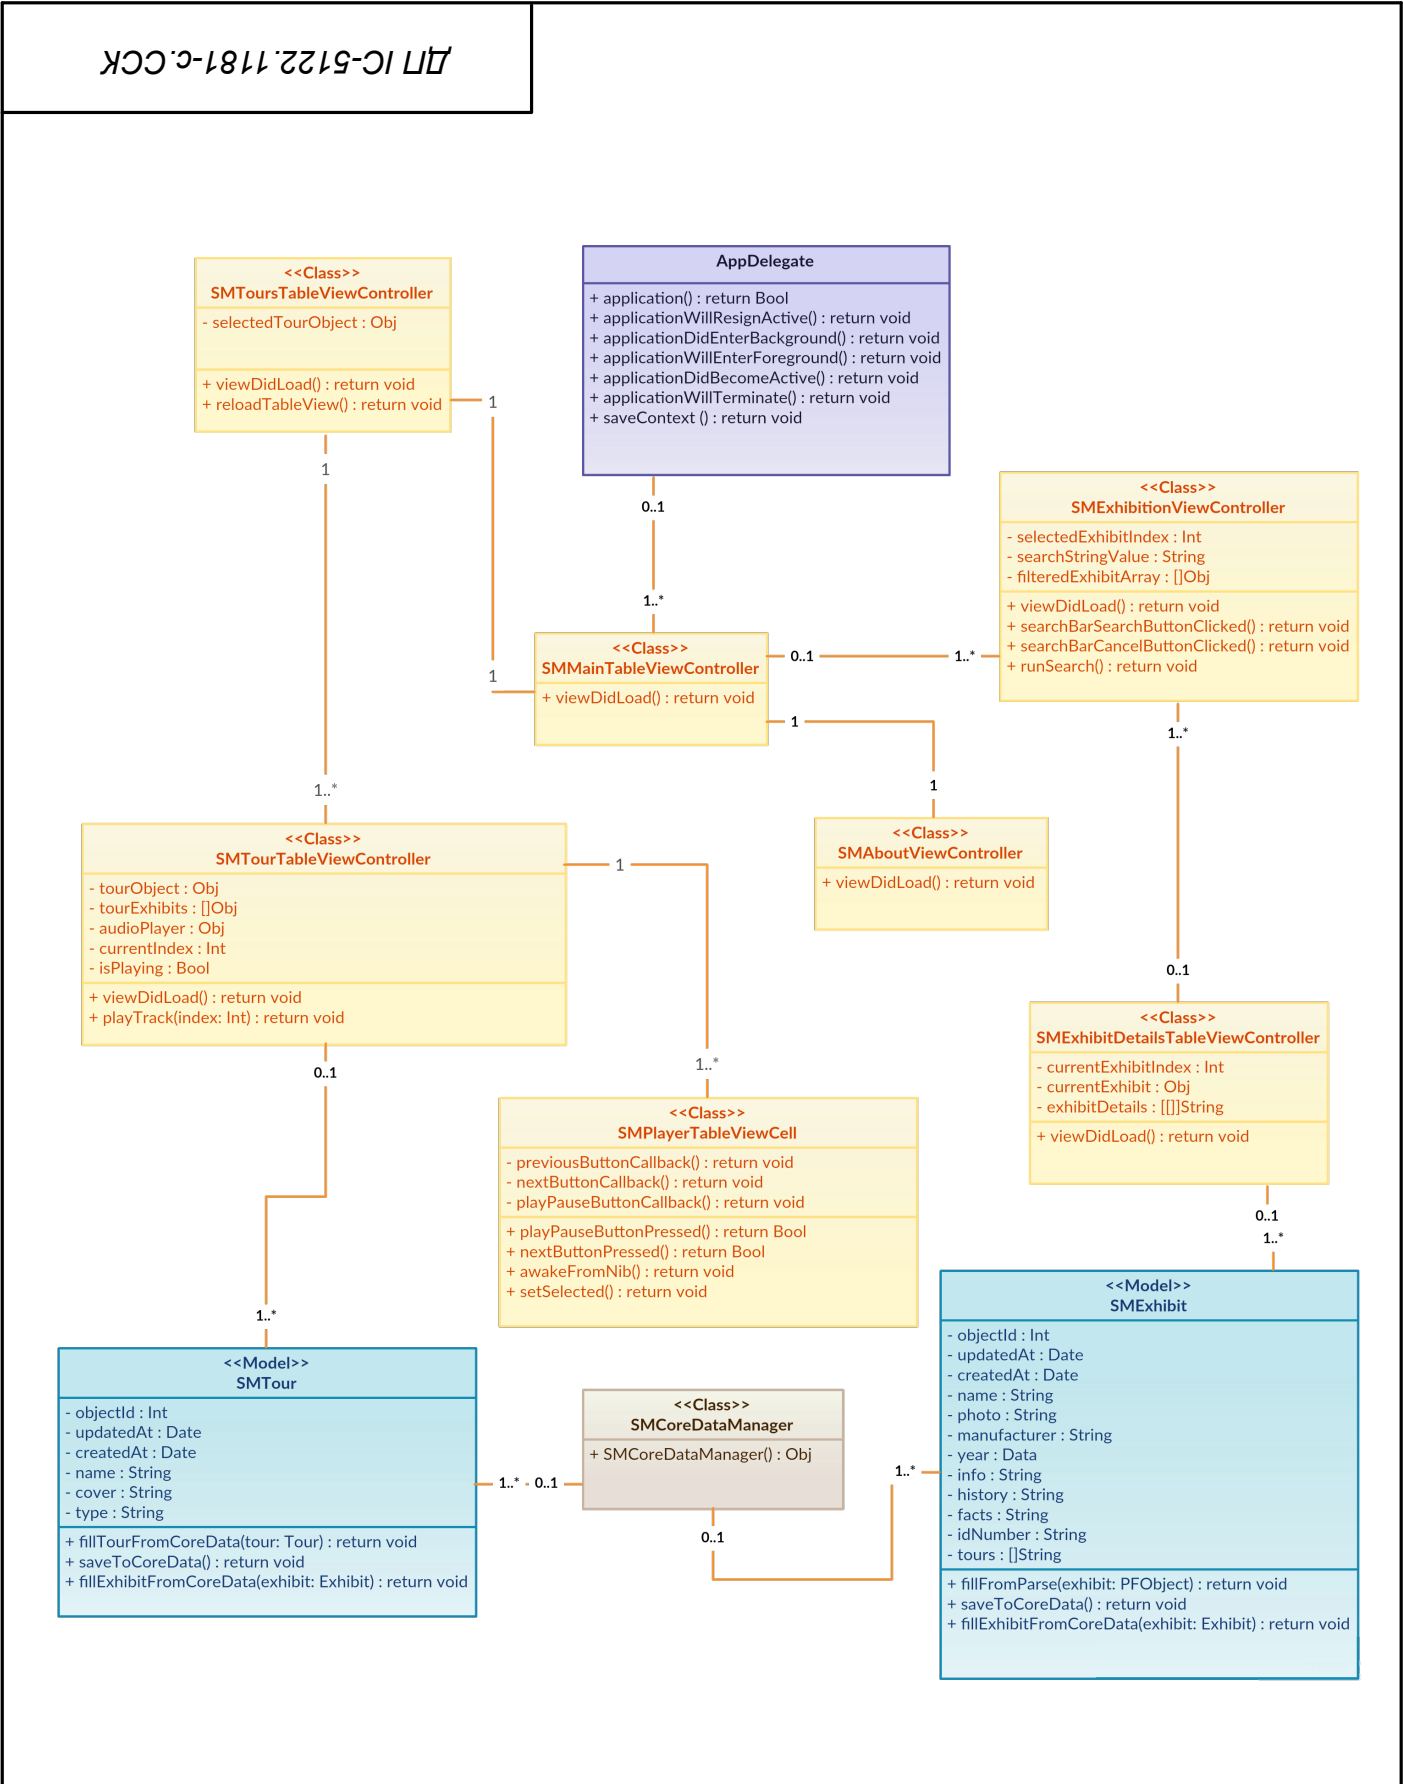 ДП ІС-5122.1181-с.ССК
<<Class>>
SMToursTableViewController
- selectedTourObject : Obj
+ viewDidLoad() : return void
+ reloadTableView() : return void
AppDelegate
+ application() : return Bool
+ applicationWillResignActive() : return void
+ applicationDidEnterBackground() : return void
+ applicationWillEnterForeground() : return void
+ applicationDidBecomeActive() : return void
+ applicationWillTerminate() : return void
+ saveContext () : return void
1
1
0..1
1..*
<<Class>>
SMExhibitionViewController
- selectedExhibitIndex : Int
- searchStringValue : String
- filteredExhibitArray : []Obj
+ viewDidLoad() : return void
+ searchBarSearchButtonClicked() : return void
+ searchBarCancelButtonClicked() : return void
+ runSearch() : return void
<<Class>>
SMMainTableViewController
+ viewDidLoad() : return void
0..1
1..*
1
1
1
1..*
1..*
0..1
<<Class>>
SMAboutViewController
+ viewDidLoad() : return void
<<Class>>
SMTourTableViewController
- tourObject : Obj
- tourExhibits : []Obj
- audioPlayer : Obj
- currentIndex : Int
- isPlaying : Bool
+ viewDidLoad() : return void
+ playTrack(index: Int) : return void
1
1..*
0..1
1..*
<<Class>>
SMExhibitDetailsTableViewController
- currentExhibitIndex : Int
- currentExhibit : Obj
- exhibitDetails : [[]]String
+ viewDidLoad() : return void
0..1
1..*
<<Class>>
SMPlayerTableViewCell
- previousButtonCallback() : return void
- nextButtonCallback() : return void
- playPauseButtonCallback() : return void
+ playPauseButtonPressed() : return Bool
+ nextButtonPressed() : return Bool
+ awakeFromNib() : return void
+ setSelected() : return void
<<Model>>
SMTour
- objectId : Int
- updatedAt : Date
- createdAt : Date
- name : String
- cover : String
- type : String
+ fillTourFromCoreData(tour: Tour) : return void
+ saveToCoreData() : return void
+ fillExhibitFromCoreData(exhibit: Exhibit) : return void
1..*
0..1
<<Class>>
SMCoreDataManager
+ SMCoreDataManager() : Obj
0..1
1..*
<<Model>>
SMExhibit
- objectId : Int
- updatedAt : Date
- createdAt : Date
- name : String
- photo : String
- manufacturer : String
- year : Data
- info : String
- history : String
- facts : String
- idNumber : String
- tours : []String
+ fillFromParse(exhibit: PFObject) : return void
+ saveToCoreData() : return void
+ fillExhibitFromCoreData(exhibit: Exhibit) : return void